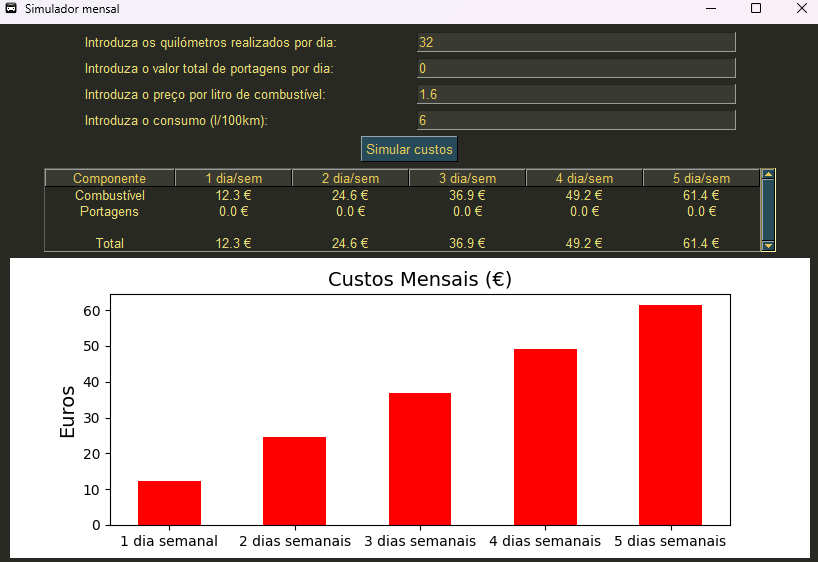 Simulador mensal
Introduza os quilómetros realizados por dia: 32
Introduza o valor total de portagens por dia: 0
Introduza o preço por litro de combustível: 1.6
Introduza o consumo (l/100km): 6
Simular custos
Componente 1 dia/sem 2 dia/sem 3 dia/sem 4 dia/sem 5 dia/sem
Combustível 12.3 € 24.6 € 36.9 € 49.2 € 61.4 €
Portagens 0.0 € 0.0 € 0.0 € 0.0 € 0.0 €
Total 12.3 € 24.6 € 36.9 € 49.2 € 61.4 €
Custos Mensais (€)
Euros
60
50
40
30
20
10
0
1 dia semanal 2 dias semanais 3 dias semanais 4 dias semanais 5 dias semanais